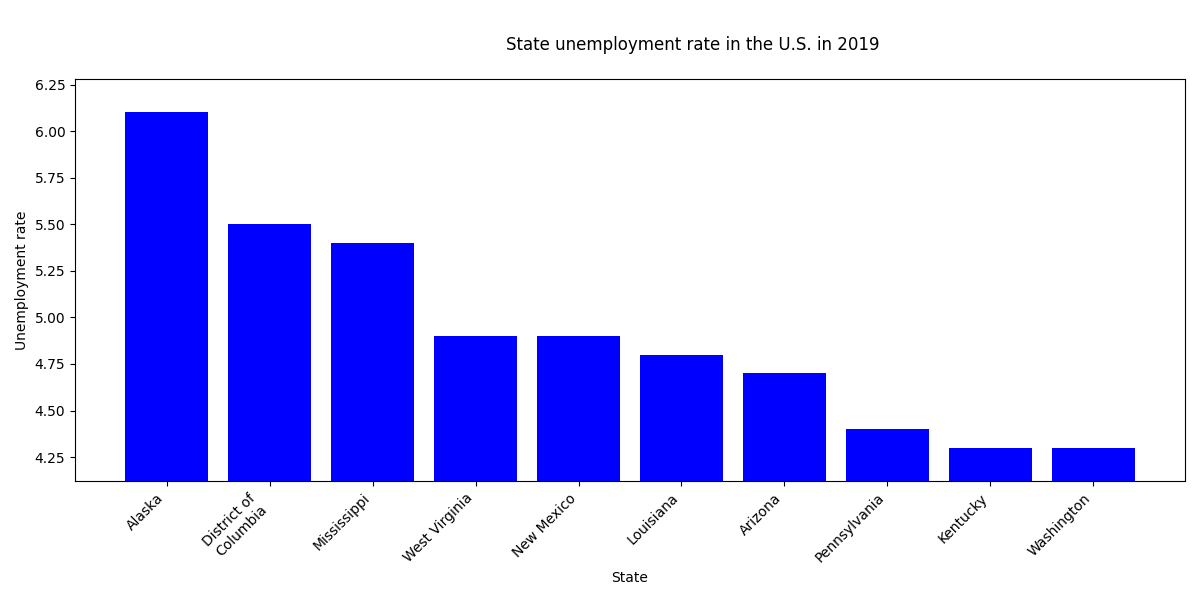 State unemployment rate in the U.S. in 2019
Unemployment rate
6.25
6.00
5.75
5.50
5.25
5.00
4.75
4.50
4.25
Alaska
District of
Columbia
Mississippi
West Virginia
New Mexico
Louisiana
Arizona
Pennsylvania
Kentucky
Washington
State